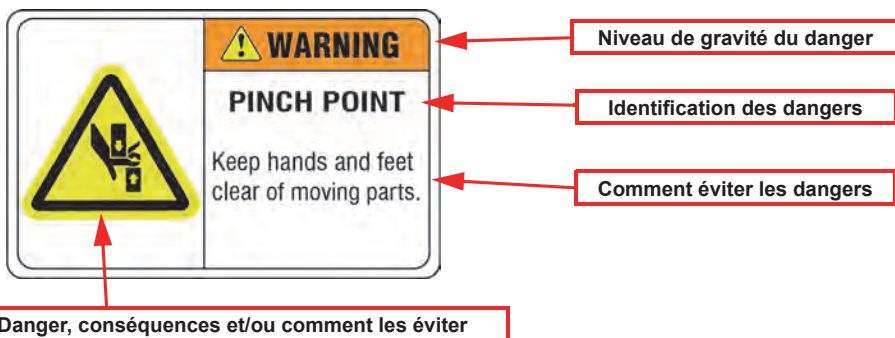 WARNING
Niveau de gravité du danger
PINCH POINT
Identification des dangers
Keep hands and feet
clear of moving parts.
Comment éviter les dangers
Danger, conséquences et/ou comment les éviter